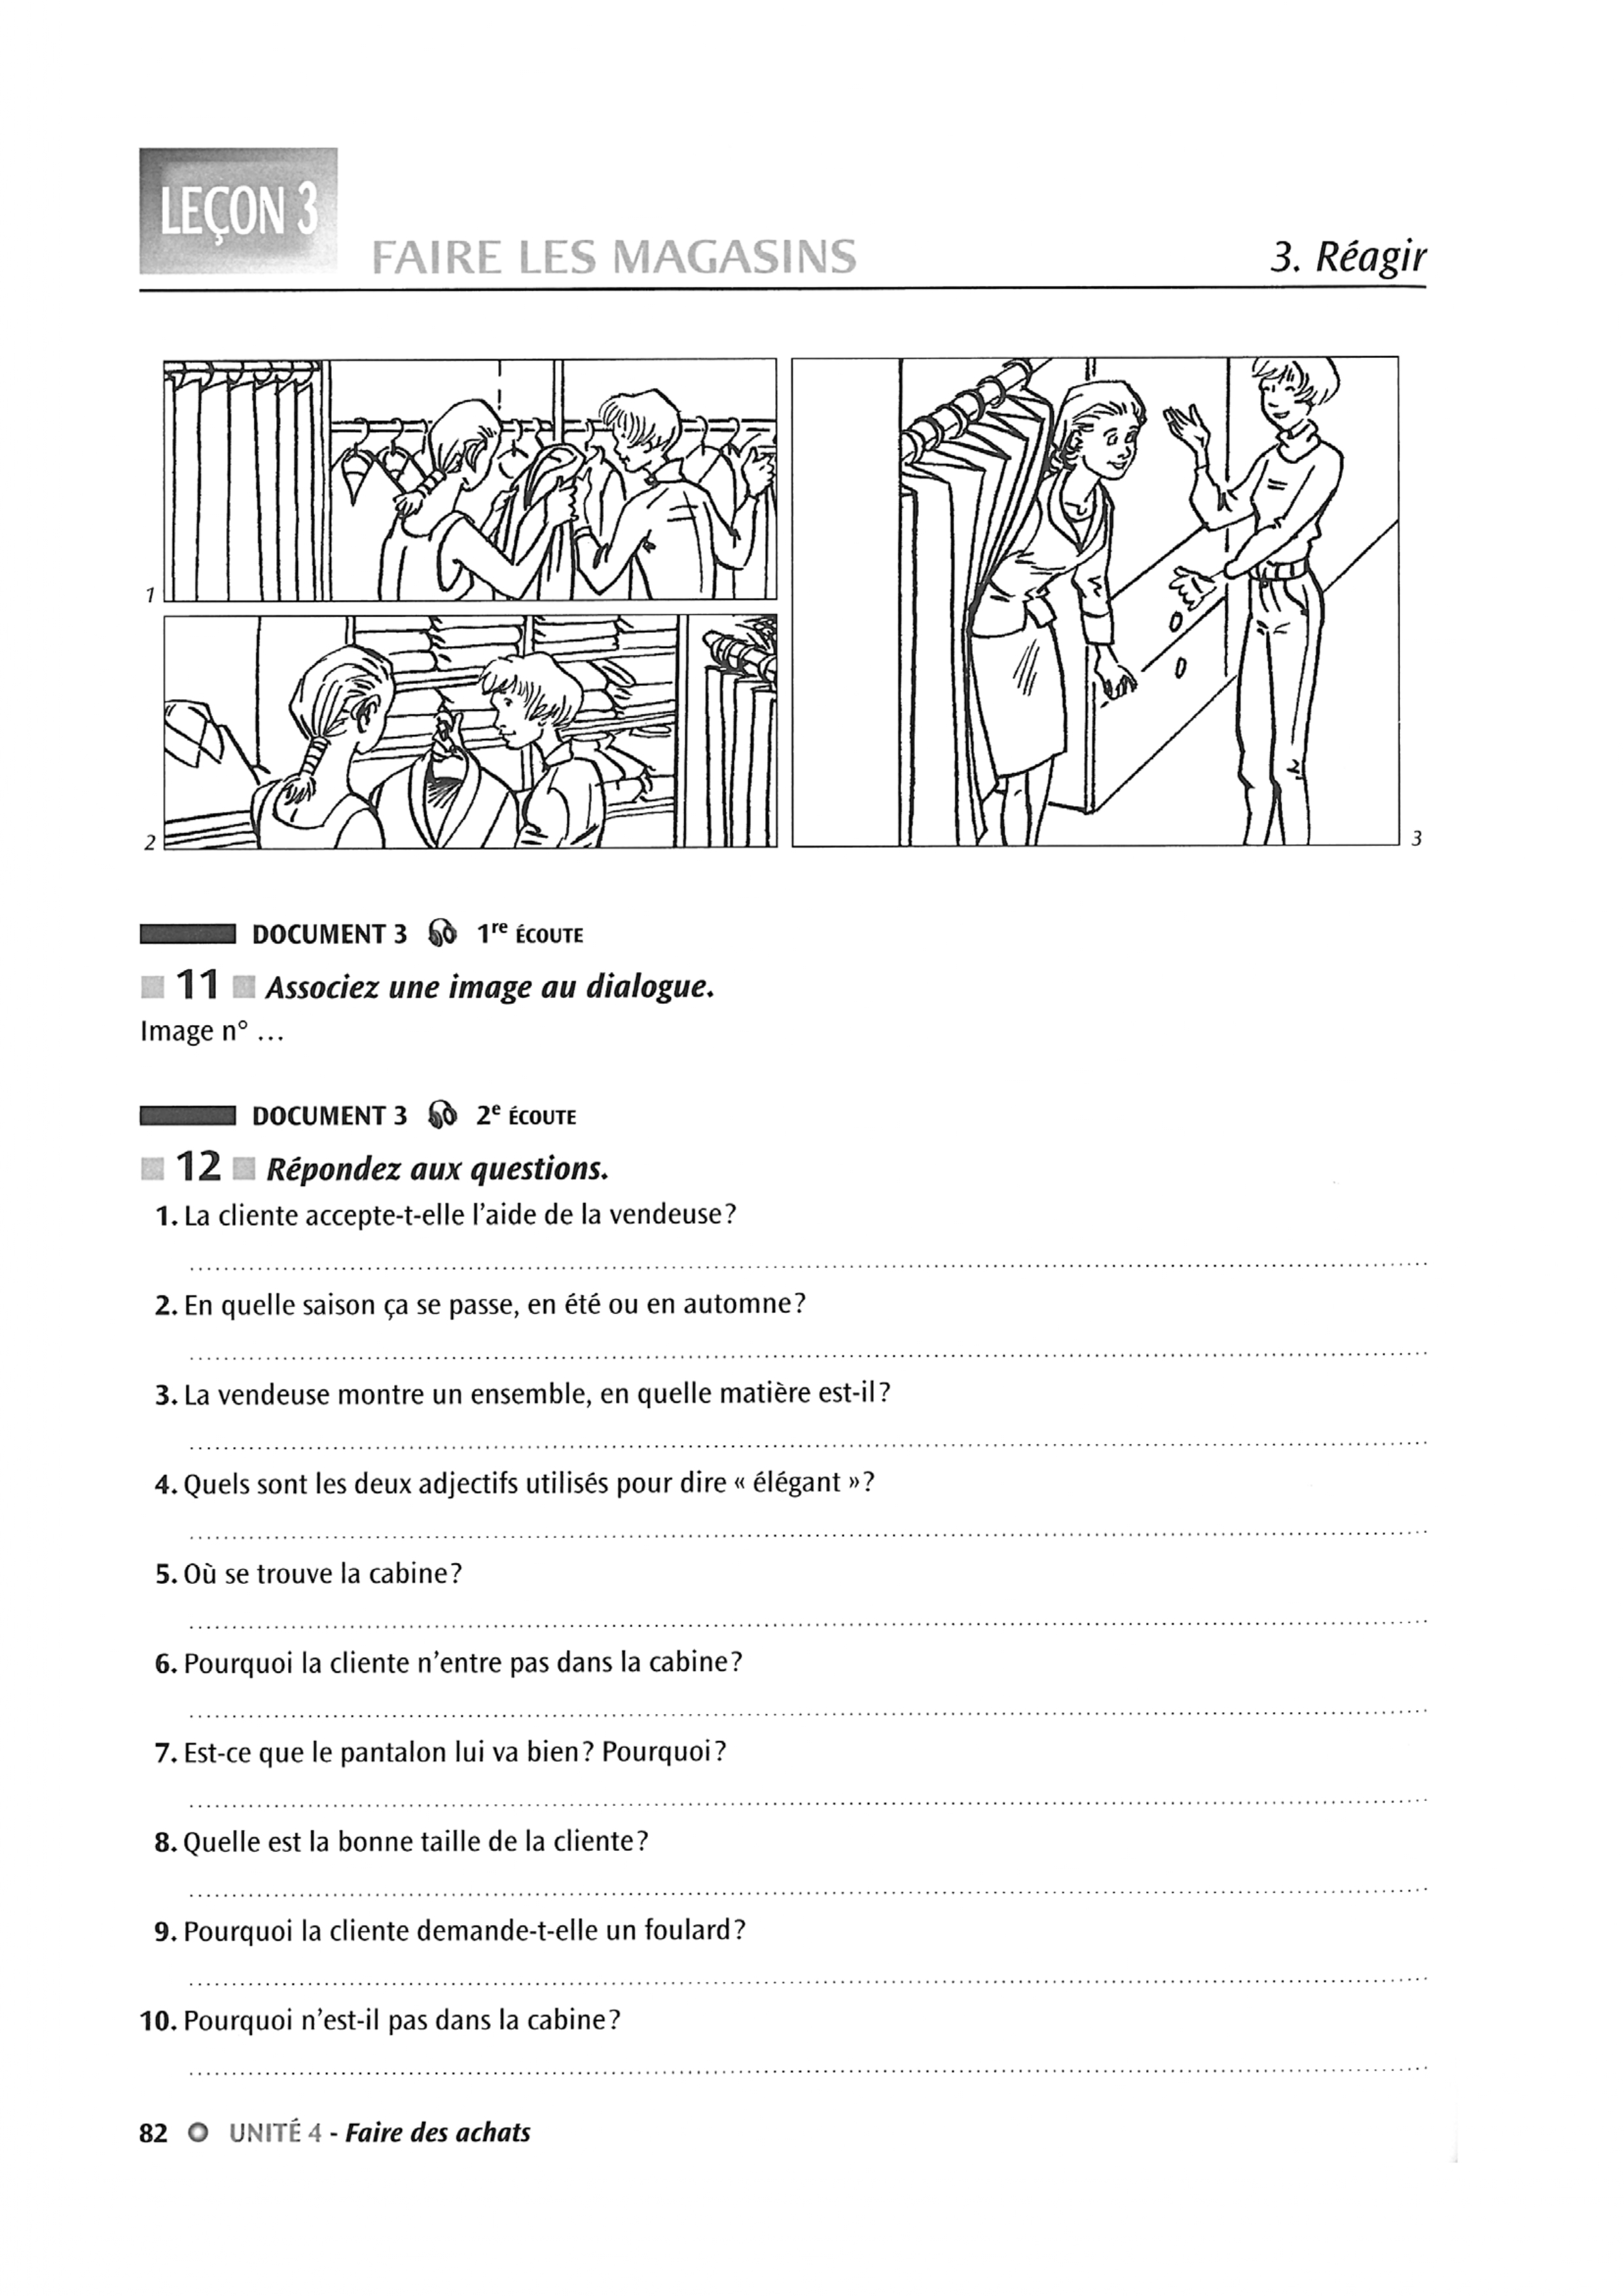 LEÇON 3
FAIRE LES MAGASINS
3. Réagir
1
2
3
DOCUMENT 3 1re ÉCOUTE
11 Associez une image au dialogue.
Image n° ...
DOCUMENT 3 2e ÉCOUTE
12 Répondez aux questions.
1. La cliente accepte-t-elle l'aide de la vendeuse?
2. En quelle saison ça se passe, en été ou en automne?
3. La vendeuse montre un ensemble, en quelle matière est-il?
4. Quels sont les deux adjectifs utilisés pour dire « élégant »?
5. Où se trouve la cabine?
6. Pourquoi la cliente n'entre pas dans la cabine?
7. Est-ce que le pantalon lui va bien? Pourquoi?
8. Quelle est la bonne taille de la cliente?
9. Pourquoi la cliente demande-t-elle un foulard?
10. Pourquoi n'est-il pas dans la cabine?
82 UNITÉ 4 - Faire des achats